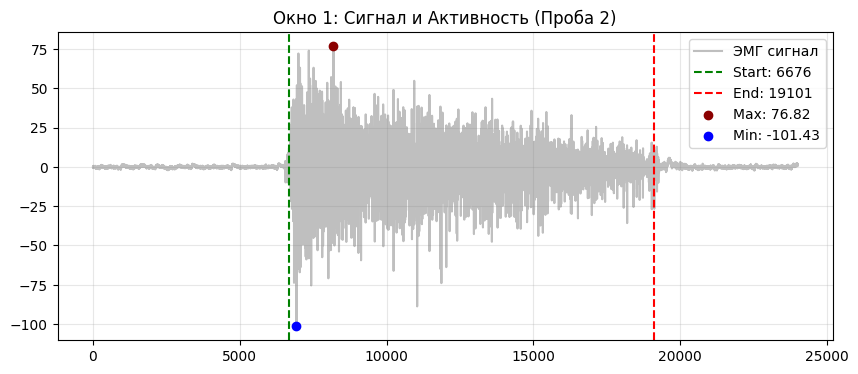 Окно 1: Сигнал и Активность (Проба 2)
75
50
25
0
−25
−50
−75
−100
0
5000
10000
15000
20000
25000
ЭМГ сигнал
Start: 6676
End: 19101
Max: 76.82
Min: -101.43